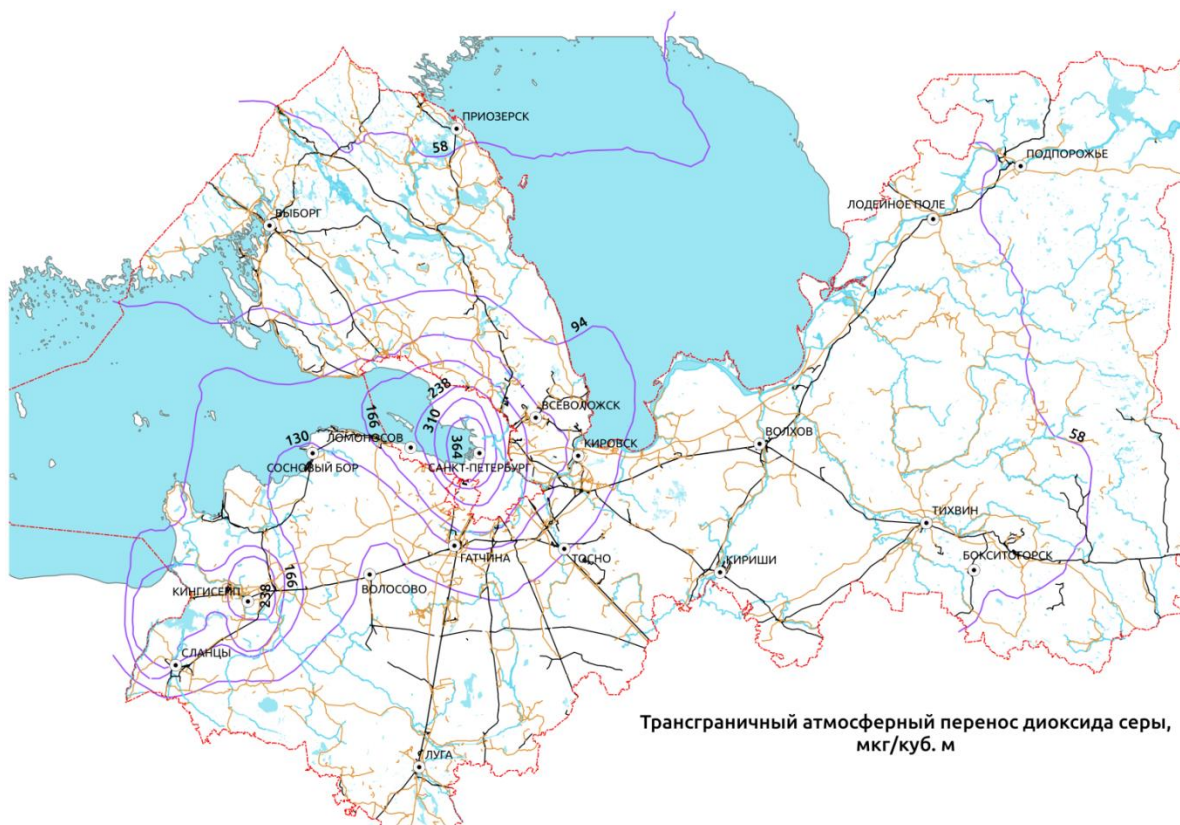 ПРИОЗЕРСК
58
ПОДПОРОЖЬЕ
ЛОДЕЙНОЕ ПОЛЕ
ВЫБОРГ
94
238
166
310
ВСЕВОЛОЖСК
130
364
ЛОМОНОСОВ
КИРОВСК
ВОЛХОВ
58
СОСНОВЫЙ БОР
САНКТ-ПЕТЕРБУРГ
ТИХВИН
ГАТЧИНА
ТОСНО
КИРИШИ
БОКСИТОГОРСК
166
КИНГИСЕПП
238
ВОЛОСОВО
СЛАНЦЫ
Трансграничный атмосферный перенос диоксида серы,
мкг/куб. м
ЛУГА